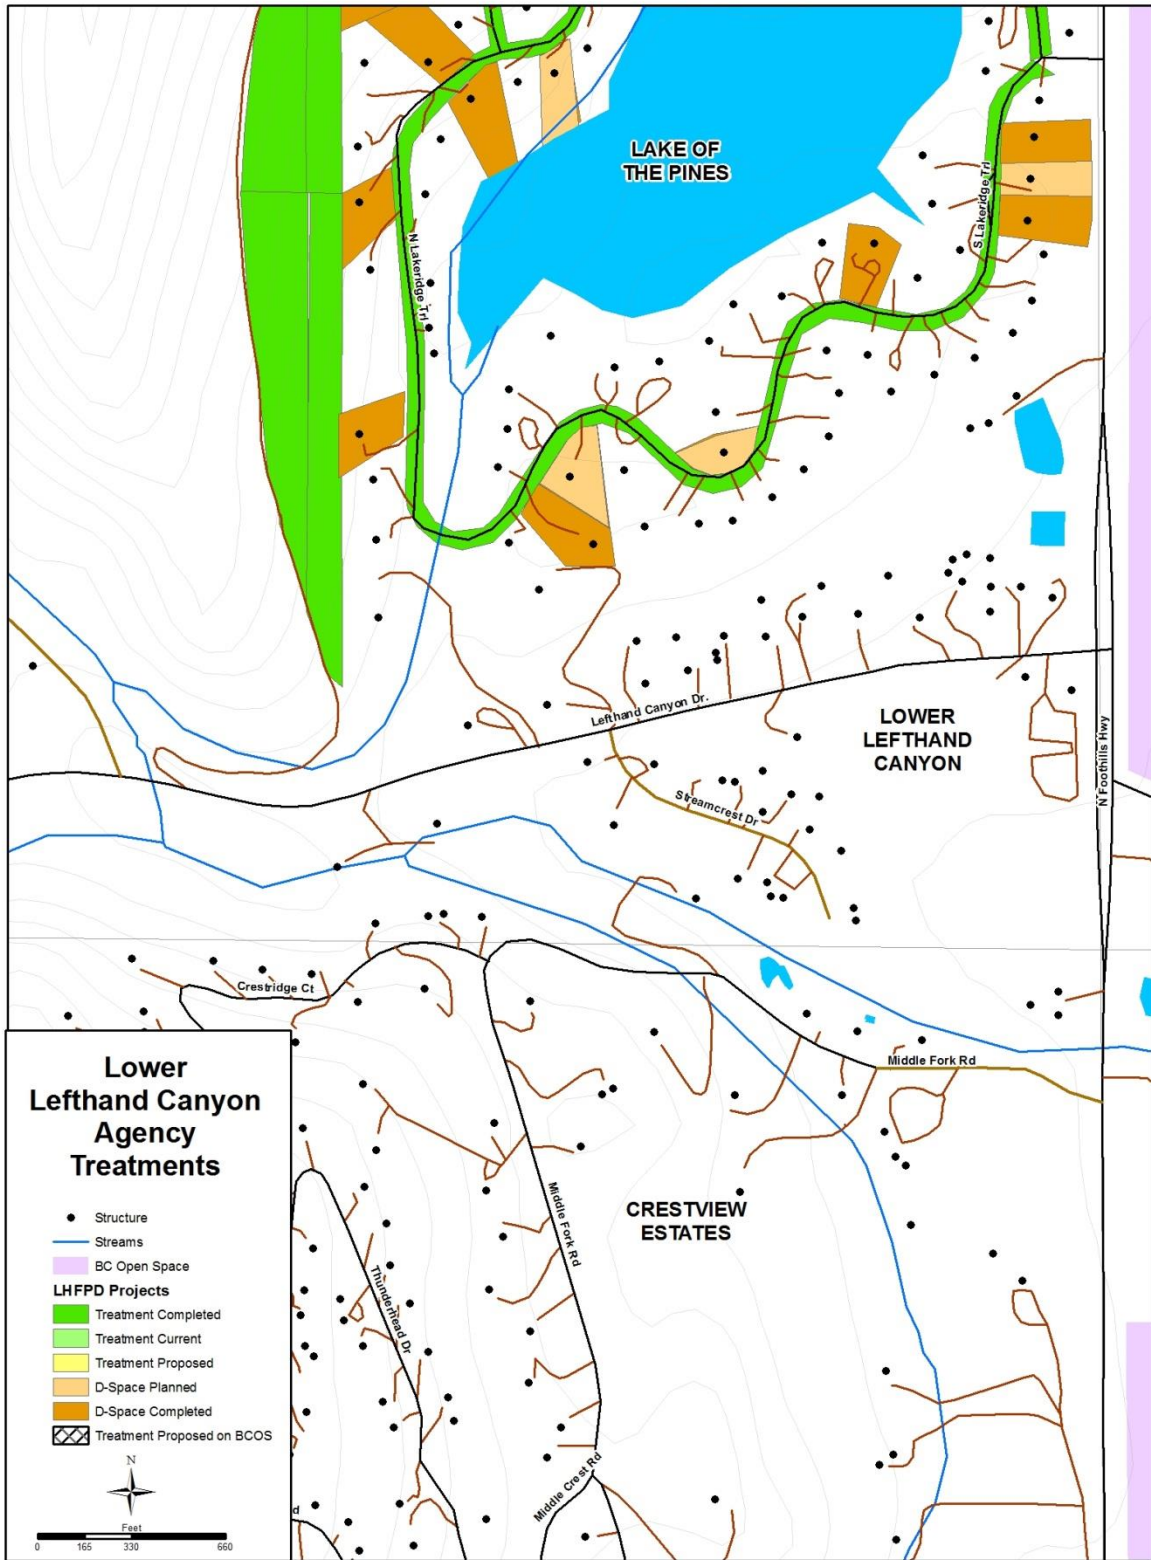 LAKE OF
THE PINES
N Lakeridge Trl
S Lakeridge Trl
Lefthand Canyon Dr.
LOWER
LEFTHAND
CANYON
N Foothills Hwy
Streamcrest Dr
Crestridge Ct
Middle Fork Rd
Middle Fork Rd
CRESTVIEW
ESTATES
Thunderhead Dr
Middle Crest Rd
d
Lower
Lefthand Canyon
Agency
Treatments
Structure
Streams
BC Open Space
LHFPD Projects
Treatment Completed
Treatment Current
Treatment Proposed
D-Space Planned
D-Space Completed
Treatment Proposed on BCOS
N
Feet
0 165 330 660